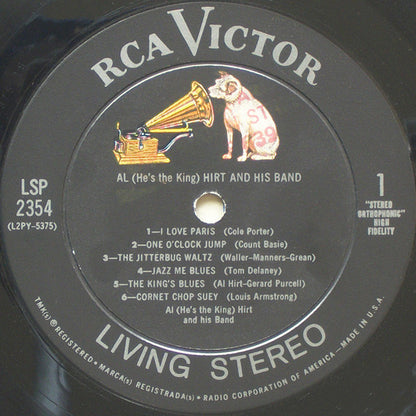 RCA VICTOR
ST
39
AL (He's the King) HIRT AND HIS BAND
LSP
2354
(L2PY-5375)
1
"STEREO
ORTHOPHONIC"
HIGH
FIDELITY
1—I LOVE PARIS (Cole Porter)
2—ONE O'CLOCK JUMP (Count Basie)
3—THE JITTERBUG WALTZ (Waller-Manners-Grean)
4—JAZZ ME BLUES (Tom Delaney)
5—THE KING'S BLUES (Al Hirt-Gerard Purcell)
6—CORNET CHOP SUEY (Louis Armstrong)
Al (He's the King) Hirt
and his Band
LIVING STEREO
TMK(s) ® REGISTERED • MARCA(s) REGISTRADA(s) • RADIO CORPORATION OF AMERICA—MADE IN U.S.A.